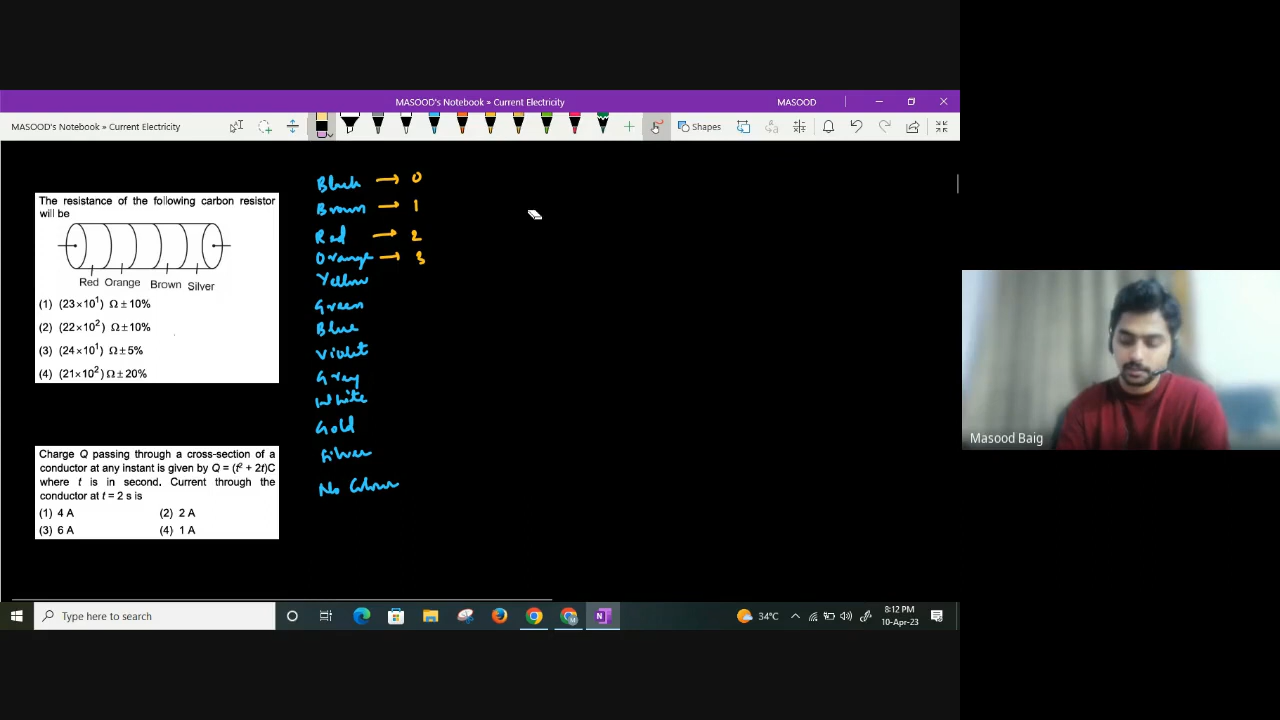 MASOOD's Notebook » Current Electricity
MASOOD
MASOOD's Notebook » Current Electricity
Shapes
The resistance of the following carbon resistor
will be
Red Orange Brown Silver
(1) (23×10¹) Ω ± 10%
(2) (22×10²) Ω ± 10%
(3) (24×10¹) Ω ± 5%
(4) (21×10²) Ω ± 20%
Charge Q passing through a cross-section of a
conductor at any instant is given by Q = (t² + 2t)C
where t is in second. Current through the
conductor at t = 2 s is
(1) 4 A (2) 2 A
(3) 6 A (4) 1 A
Black → 0
Brown → 1
Red → 2
Orange → 3
Yellow
Green
Blue
Violet
Gray
White
Gold
Silver
No Colour
Masood Baig
Type here to search
34°C
8:12 PM
10-Apr-23